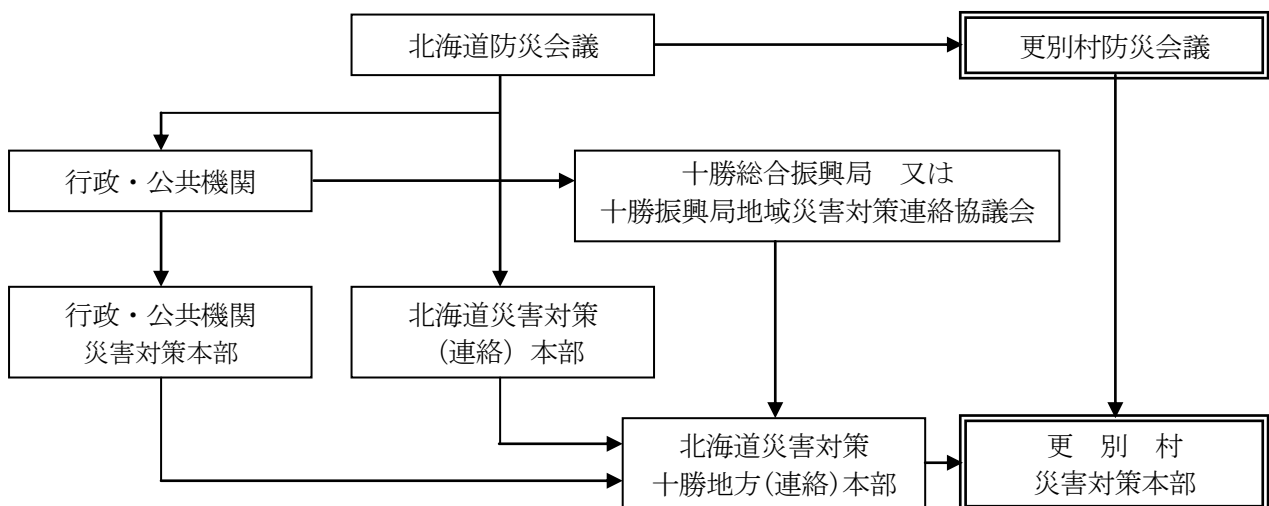 北海道防災会議
更別村防災会議
行政・公共機関
十勝総合振興局　又は
十勝振興局地域災害対策連絡協議会
行政・公共機関
災害対策本部
北海道災害対策
（連絡）本部
北海道災害対策
十勝地方(連絡)本部
更　別　村
災害対策本部